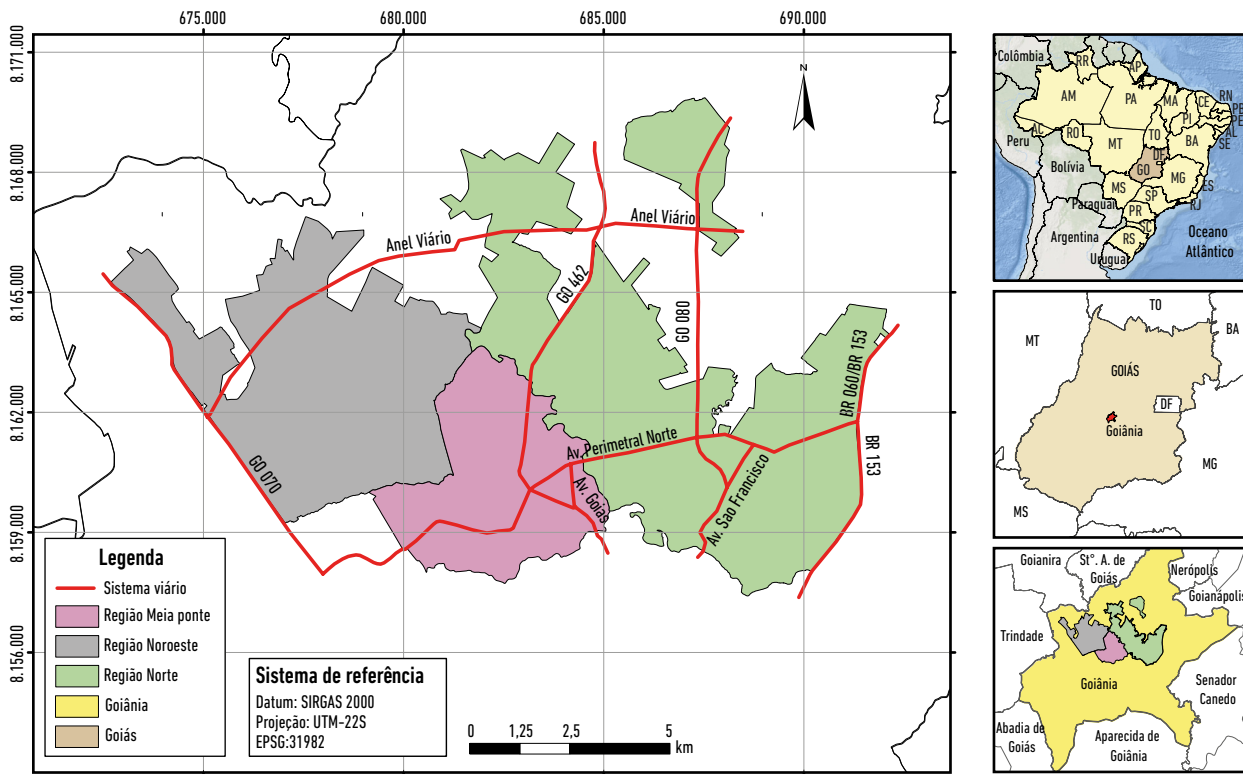 675.000
680.000
685.000
690.000
8.171.000
8.168.000
8.165.000
8.162.000
8.159.000
8.156.000
N
Anel Viário
Anel Viário
GO 462
GO 080
BR 060/BR 153
BR 153
Av. Perimetral Norte
Av. Goias
Av. Sao Francisco
GO 070
Legenda
Sistema viário
Região Meia ponte
Região Noroeste
Região Norte
Goiânia
Goiás
Sistema de referência
Datum: SIRGAS 2000
Projeção: UTM-22S
EPSG:31982
0 1,25 2,5 5
km
Colômbia
RR
AP
AM
PA
MA
CE
RN
PB
PE
PI
AL
SE
AC
RO
TO
BA
Peru
MT
DF
GO
Bolívia
MG
MS
ES
SP
RJ
Paraguai
PR
SC
Argentina
RS
Uruguai
Oceano
Atlântico
TO
MT
BA
GOIÁS
DF
Goiânia
MG
MS
Goianira
St°. A. de
Goiás
Nerópolis
Goianápolis
Trindade
Goiânia
Senador
Canedo
Abadia de
Goiás
Aparecida de
Goiânia